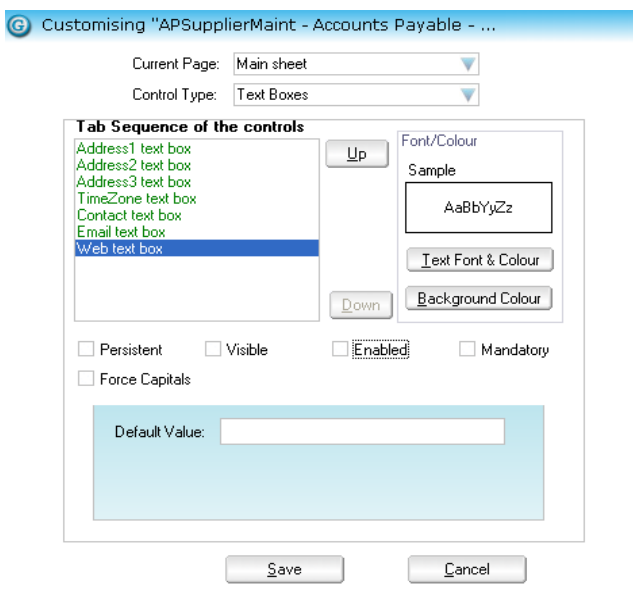 G Customising "APSupplierMaint - Accounts Payable - ...
Current Page: Main sheet
Control Type: Text Boxes
Tab Sequence of the controls
Address1 text box
Address2 text box
Address3 text box
TimeZone text box
Contact text box
Email text box
Web text box
Up
Down
Font/Colour
Sample
AaBbYyZz
Text Font & Colour
Background Colour
Persistent Visible Enabled Mandatory
Force Capitals
Default Value:
Save Cancel